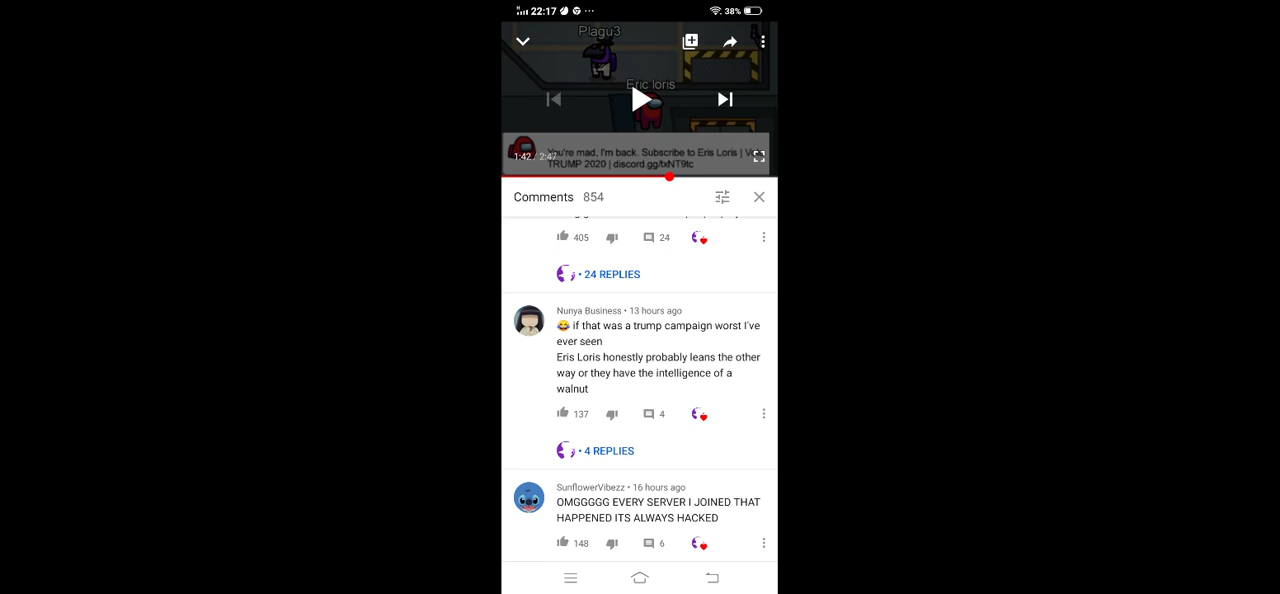 22:17
38%
Plagu3
Eric loris
You're mad, I'm back. Subscribe to Eris Loris |
1:42 / 2:47
TRUMP 2020 | discord.gg/txNT9tc
Comments 854
405 24
• 24 REPLIES
Nunya Business • 13 hours ago
😂 if that was a trump campaign worst I've
ever seen
Eris Loris honestly probably leans the other
way or they have the intelligence of a
walnut
137 4
• 4 REPLIES
SunflowerVibezz • 16 hours ago
OMGGGGG EVERY SERVER I JOINED THAT
HAPPENED ITS ALWAYS HACKED
148 6